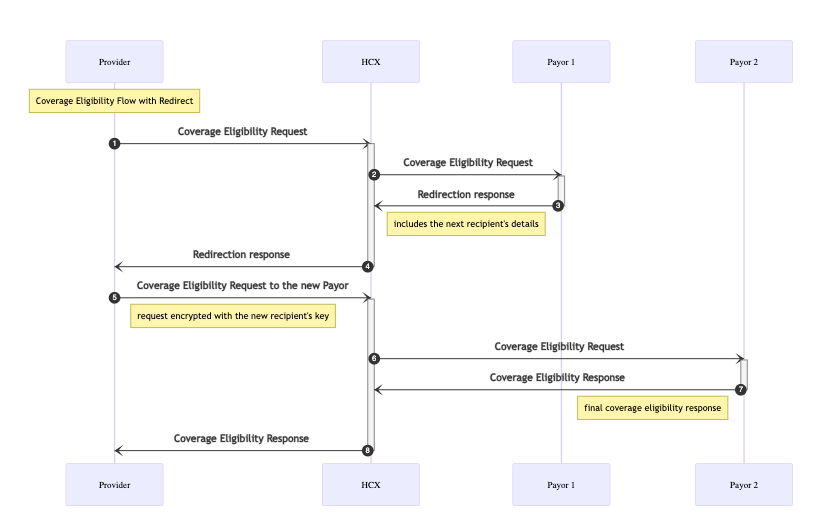 Provider
HCX
Payor 1
Payor 2
Coverage Eligibility Flow with Redirect
Coverage Eligibility Request
1
Coverage Eligibility Request
2
Redirection response
3
includes the next recipient's details
Redirection response
4
Coverage Eligibility Request to the new Payor
5
request encrypted with the new recipient's key
Coverage Eligibility Request
6
Coverage Eligibility Response
7
final coverage eligibility response
Coverage Eligibility Response
8
Provider
HCX
Payor 1
Payor 2